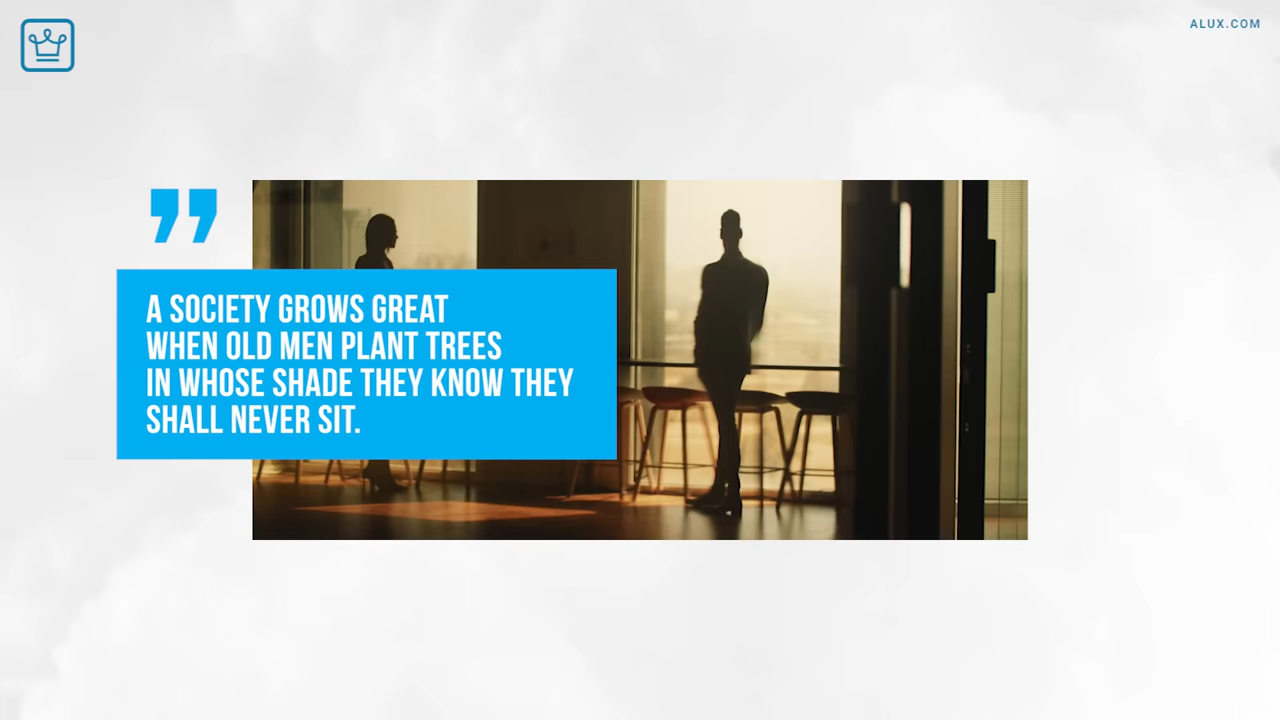 ALUX.COM
”
A SOCIETY GROWS GREAT
WHEN OLD MEN PLANT TREES
IN WHOSE SHADE THEY KNOW THEY
SHALL NEVER SIT.